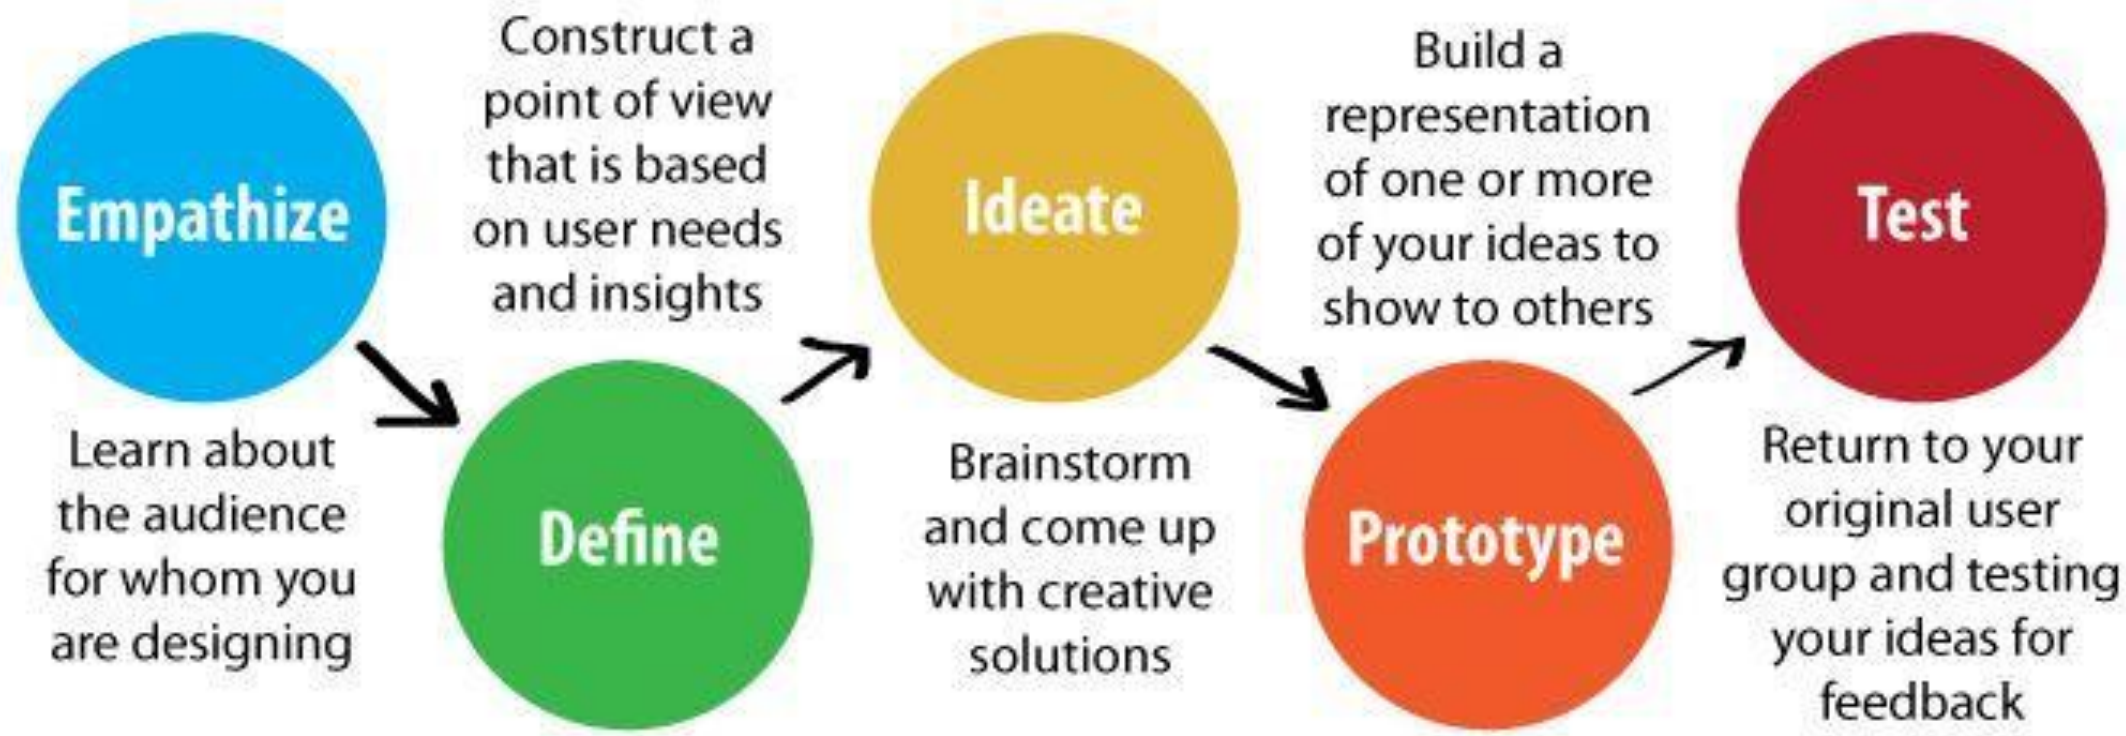 Empathize
Learn about
the audience
for whom you
are designing
Construct a
point of view
that is based
on user needs
and insights
Define
Ideate
Brainstorm
and come up
with creative
solutions
Build a
representation
of one or more
of your ideas to
show to others
Prototype
Test
Return to your
original user
group and testing
your ideas for
feedback